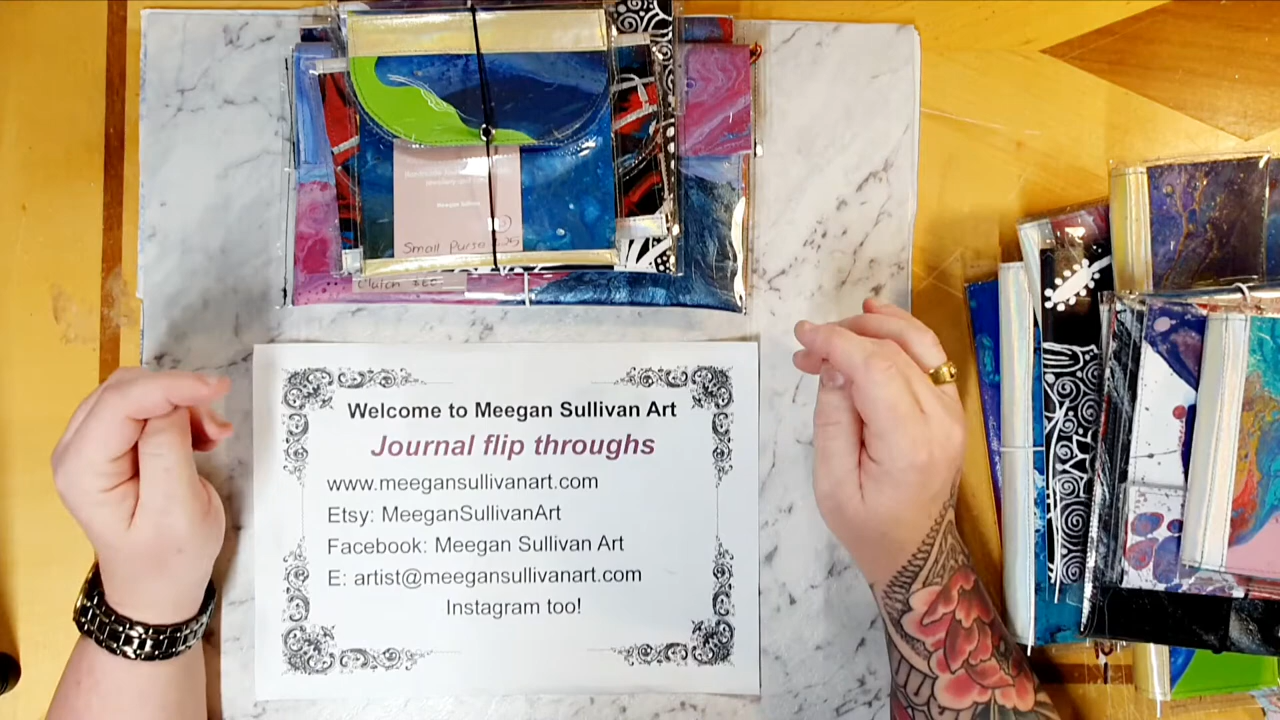 Meegan Sullivan
Small Purse
Clutch
Welcome to Meegan Sullivan Art
Journal flip throughs
www.meegansullivanart.com
Etsy: MeeganSullivanArt
Facebook: Meegan Sullivan Art
E: artist@meegansullivanart.com
Instagram too!